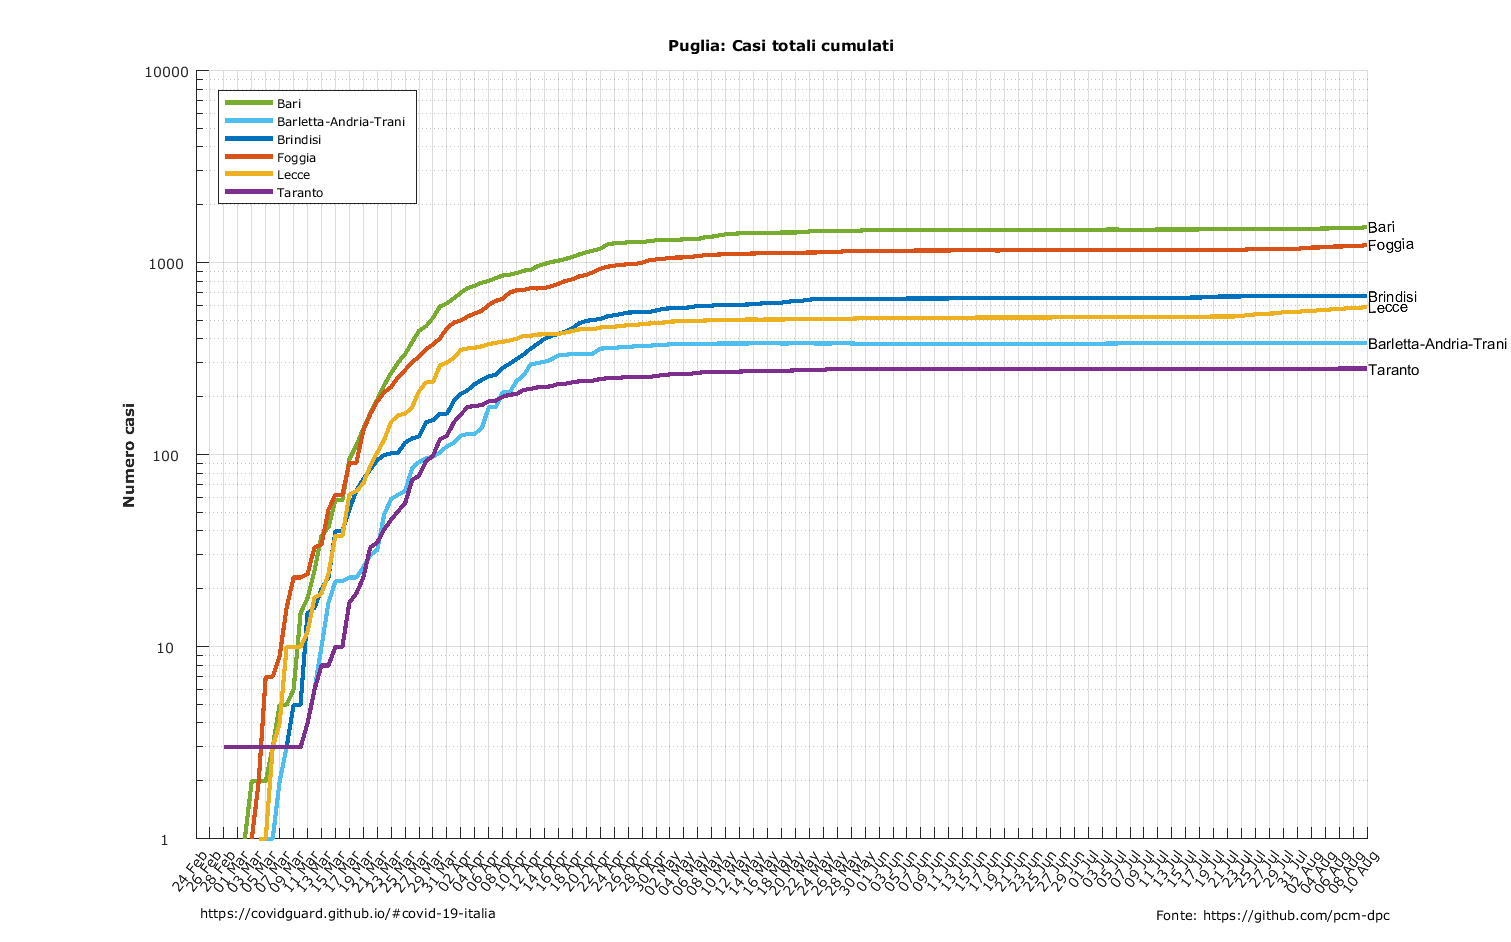 Puglia: Casi totali cumulati
Numero casi
10000
1000
100
10
1
Bari
Barletta-Andria-Trani
Brindisi
Foggia
Lecce
Taranto
Bari
Foggia
Brindisi
Lecce
Barletta-Andria-Trani
Taranto
24 Feb
26 Feb
28 Feb
01 Mar
03 Mar
05 Mar
07 Mar
09 Mar
11 Mar
13 Mar
15 Mar
17 Mar
19 Mar
21 Mar
23 Mar
25 Mar
27 Mar
29 Mar
31 Mar
02 Apr
04 Apr
06 Apr
08 Apr
10 Apr
12 Apr
14 Apr
16 Apr
18 Apr
20 Apr
22 Apr
24 Apr
26 Apr
28 Apr
30 Apr
02 May
04 May
06 May
08 May
10 May
12 May
14 May
16 May
18 May
20 May
22 May
24 May
26 May
28 May
30 May
01 Jun
03 Jun
05 Jun
07 Jun
09 Jun
11 Jun
13 Jun
15 Jun
17 Jun
19 Jun
21 Jun
23 Jun
25 Jun
27 Jun
29 Jun
01 Jul
03 Jul
05 Jul
07 Jul
09 Jul
11 Jul
13 Jul
15 Jul
17 Jul
19 Jul
21 Jul
23 Jul
25 Jul
27 Jul
29 Jul
31 Jul
02 Aug
04 Aug
06 Aug
08 Aug
10 Aug
https://covidguard.github.io/#covid-19-italia
Fonte: https://github.com/pcm-dpc